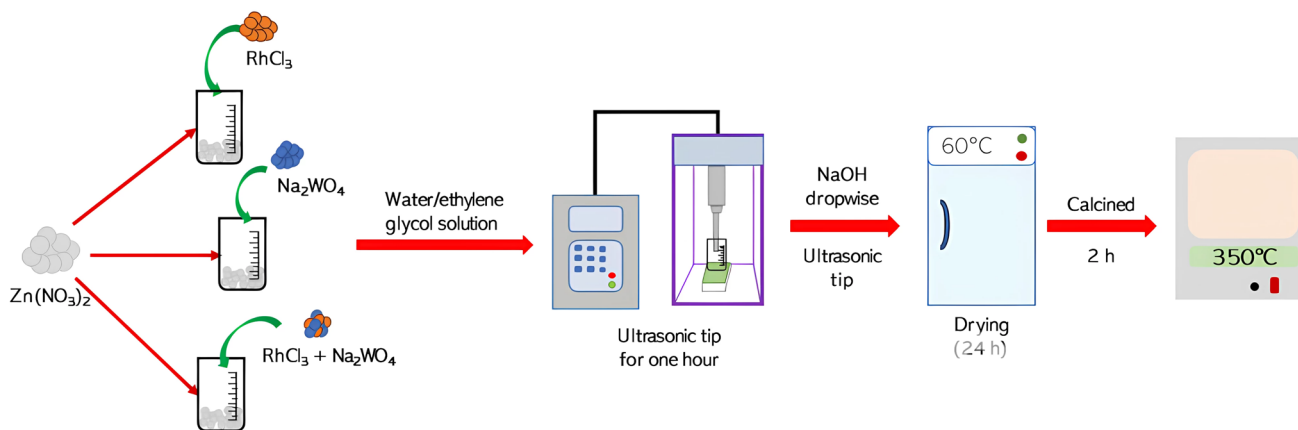 RhCl₃
Na₂WO₄
Zn(NO₃)₂
RhCl₃ + Na₂WO₄
Water/ethylene
glycol solution
Ultrasonic tip
for one hour
NaOH
dropwise
Ultrasonic
tip
60°C
Drying
(24 h)
Calcined
2 h
350°C